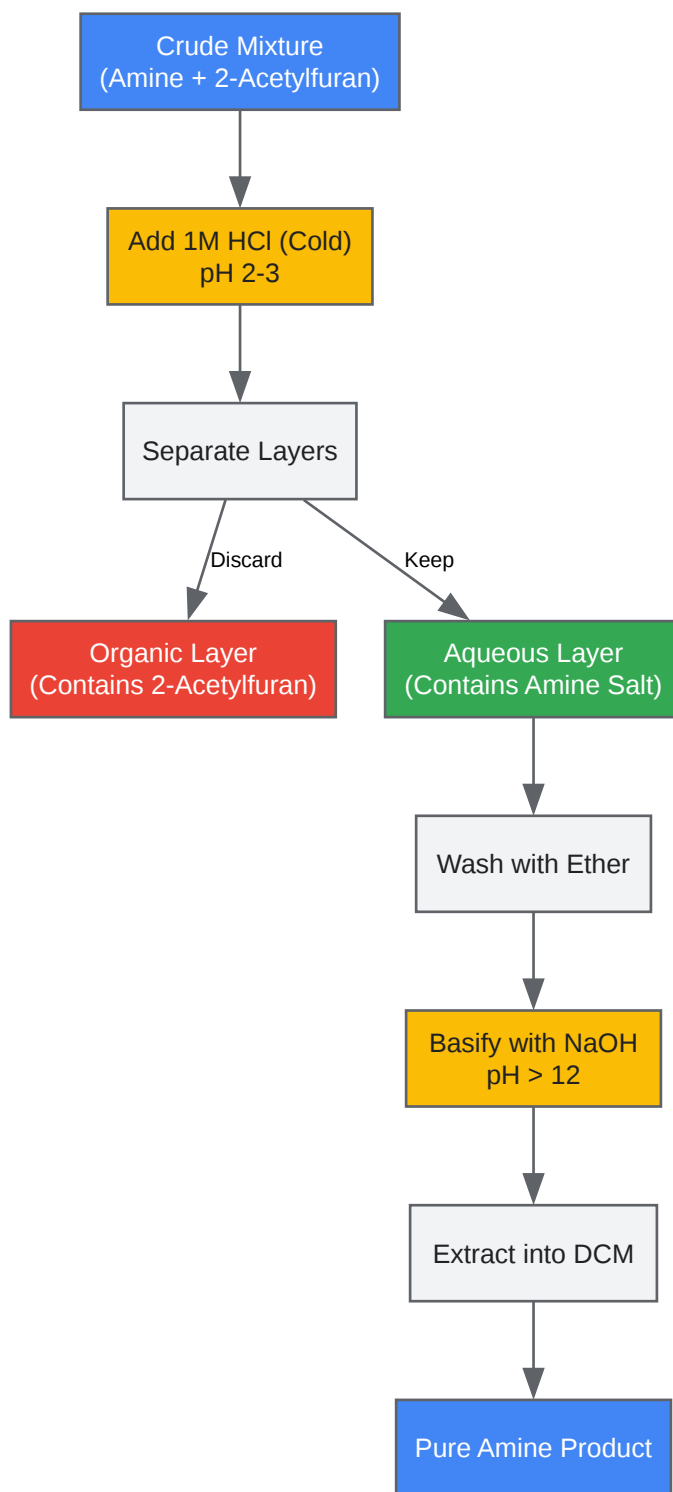 Crude Mixture
(Amine + 2-Acetylfuran)
Add 1M HCl (Cold)
pH 2-3
Separate Layers
Discard
Keep
Organic Layer
(Contains 2-Acetylfuran)
Aqueous Layer
(Contains Amine Salt)
Wash with Ether
Basify with NaOH
pH > 12
Extract into DCM
Pure Amine Product